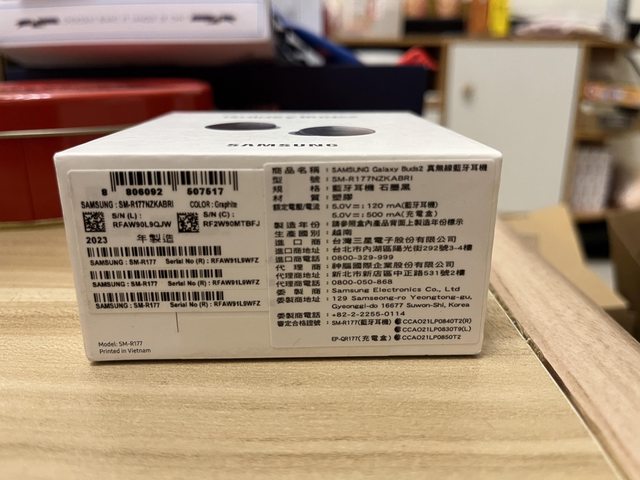 SAMSUNG
8 806092 507517
SAMSUNG : SM-R177NZKABRI
S/N (L) : COLOR : Graphite
RFAW90L9QJW
S/N (C) :
RF2W90MTBFJ
2023 年製造
SAMSUNG : SM-R177 Serial No (R) : RFAW91L9WFZ
SAMSUNG : SM-R177 Serial No (R) : RFAW91L9WFZ
SAMSUNG : SM-R177 Serial No (R) : RFAW91L9WFZ
Model: SM-R177
Printed in Vietnam
商品名稱 : SAMSUNG Galaxy Buds2 真無線藍牙耳機
型號 : SM-R177NZKABRI
規格 : 藍牙耳機 石墨黑
材質 : 塑膠
額定電壓/電流 : 5.0V ⎓ 120 mA(藍牙耳機)
5.0V ⎓ 500 mA(充電盒)
製造年份 : 請參照盒內產品背面上製造年份標示
生產國別 : 越南
進口商 : 台灣三星電子股份有限公司
進口商地址 : 台北市內湖區陽光街292號3-4樓
進口商電話 : 0800-329-999
代理商 : 神腦國際企業股份有限公司
代理商地址 : 新北市新店區中正路531號2樓
代理商電話 : 0800-050-868
委製商 : Samsung Electronics Co., Ltd
委製商地址 : 129 Samseong-ro Yeongtong-gu,
Gyeonggi-do 16677 Suwon-Shi, Korea
委製商電話 : +82-2-2255-0114
審定合格證號 : SM-R177(藍牙耳機) CCAO21LP0840T2(R)
CCAO21LP0830T9(L)
EP-QR177(充電盒) CCAO21LP0850T2